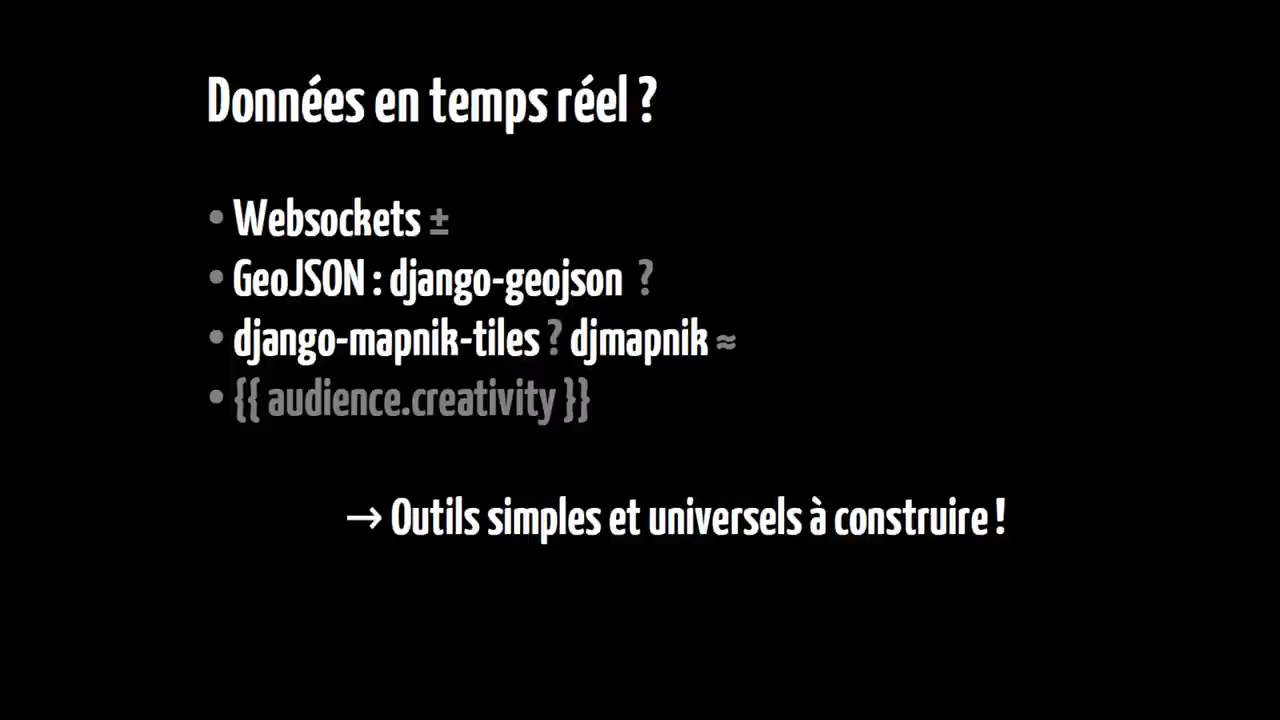 Données en temps réel ?
• Websockets ±
• GeoJSON : django-geojson ?
• django-mapnik-tiles ? djmapnik ≈
• {{ audience.creativity }}
→ Outils simples et universels à construire !